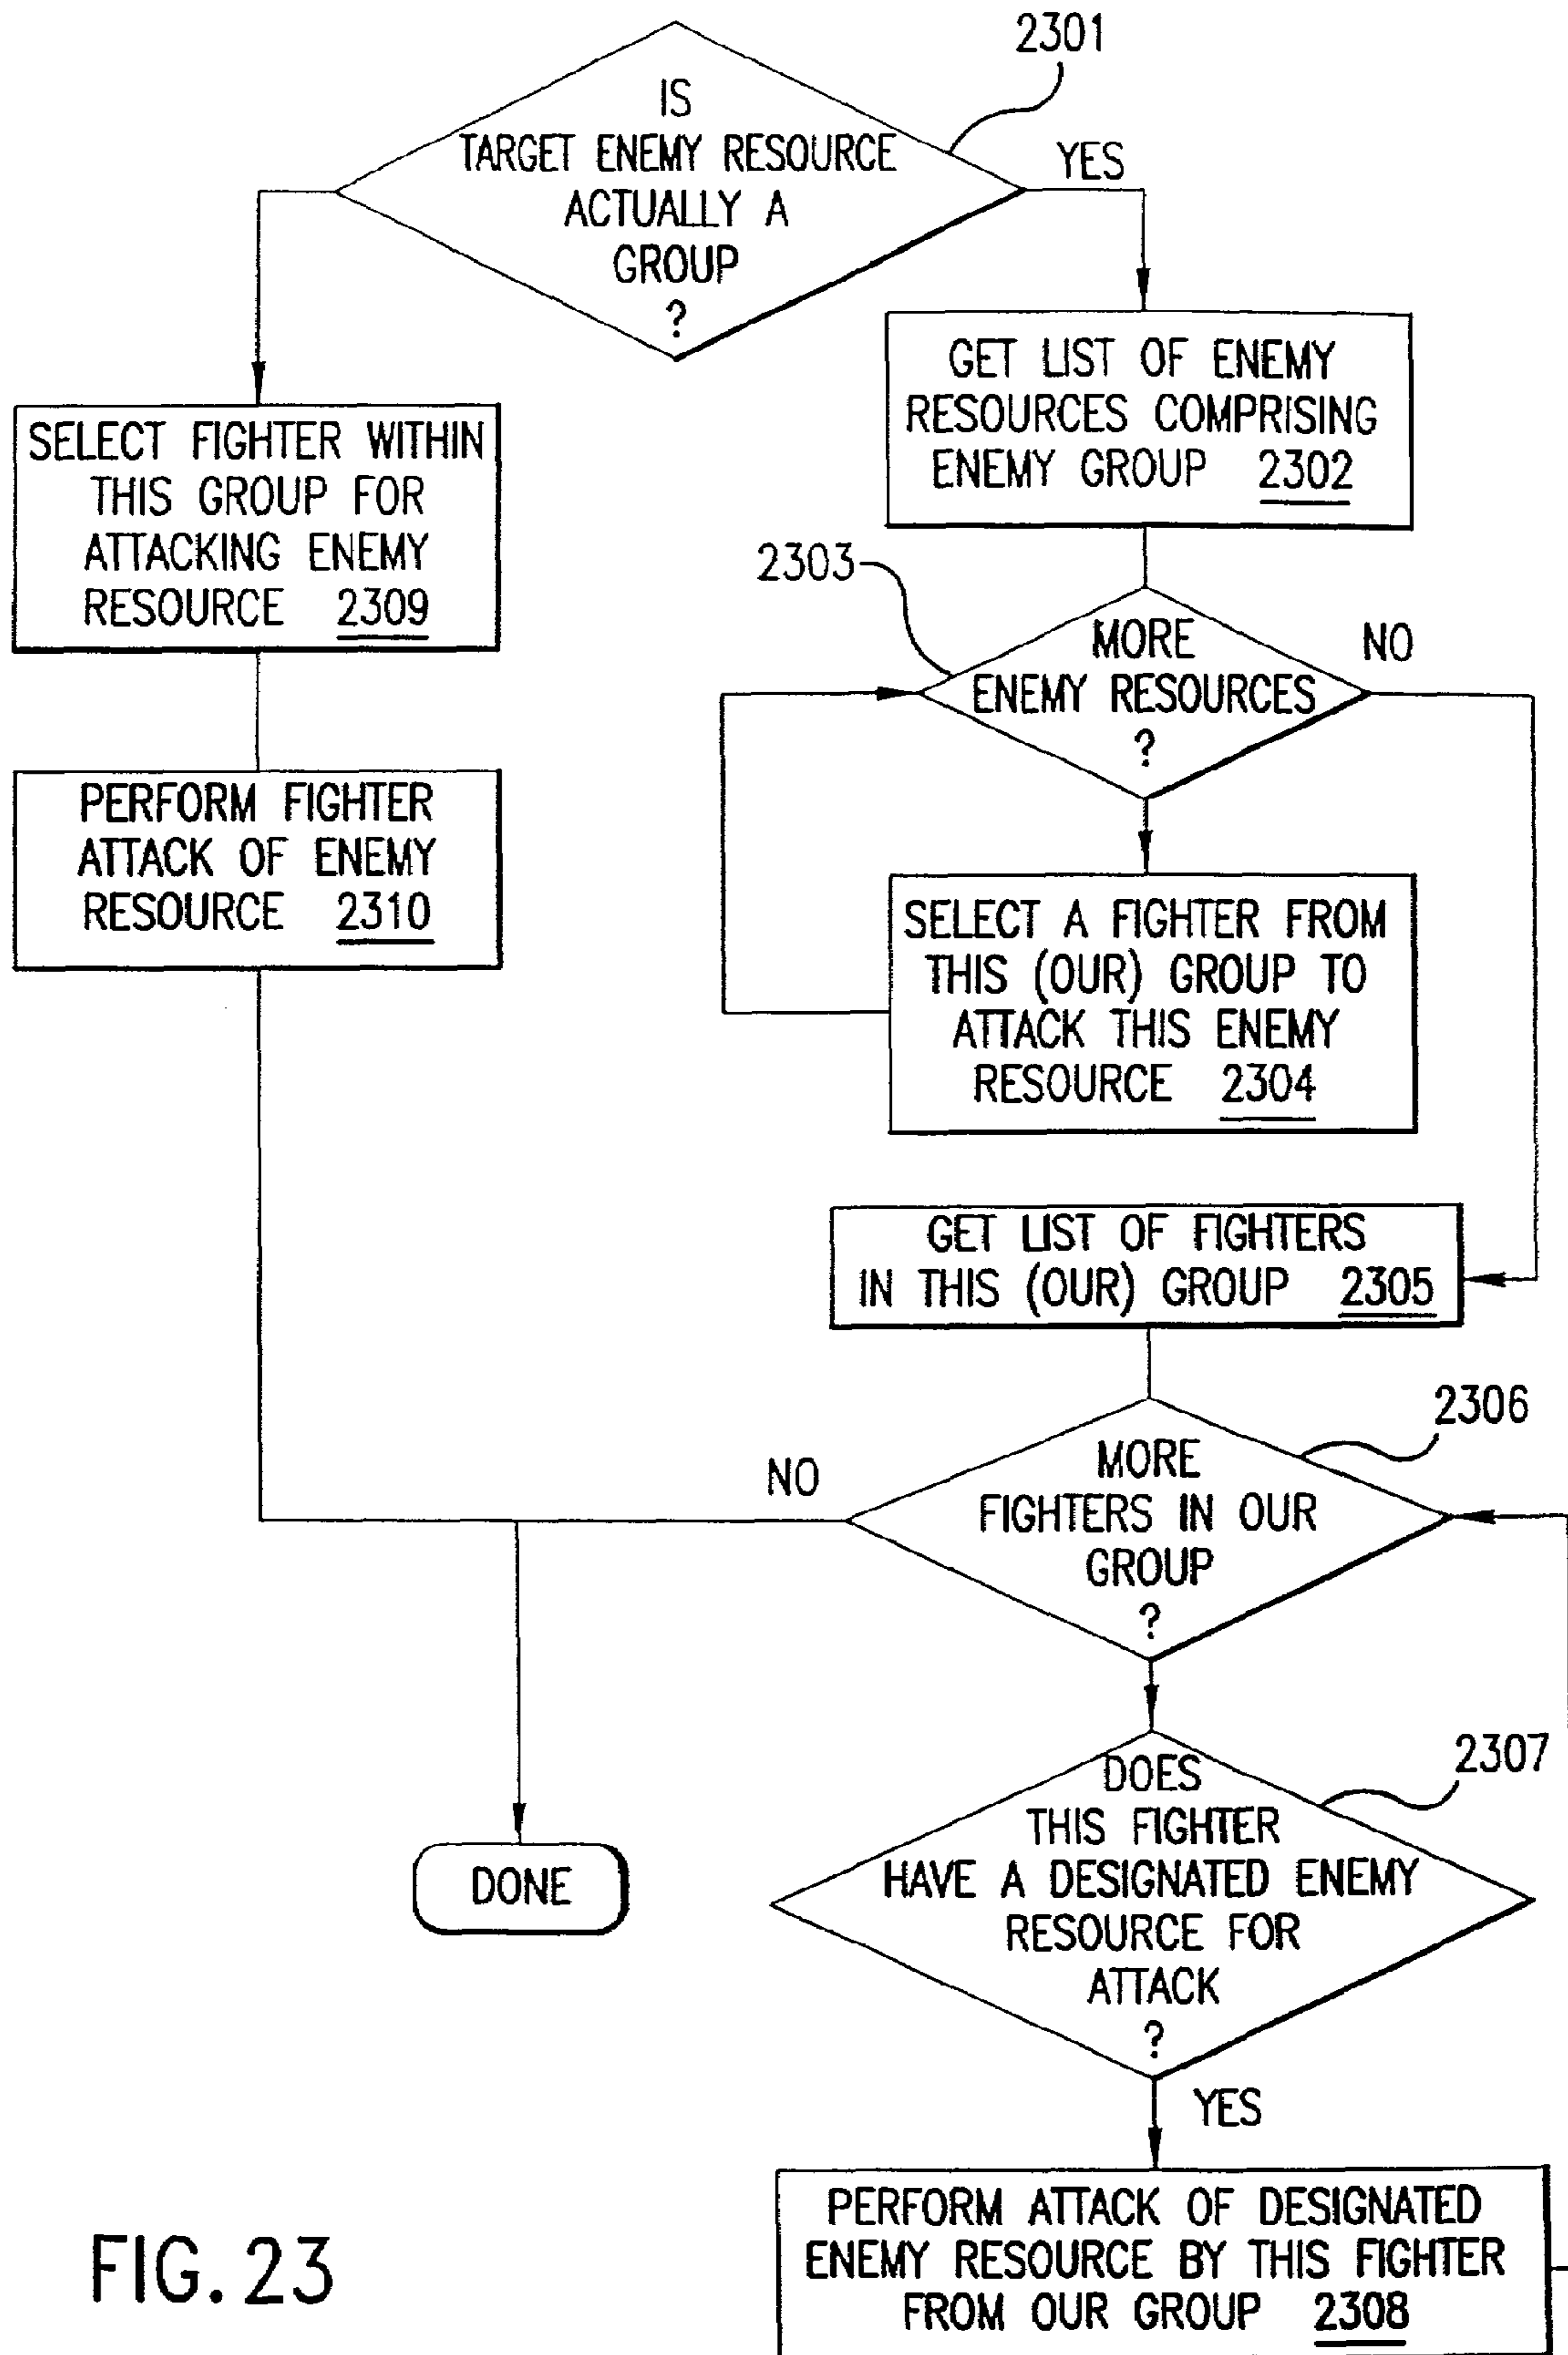 2301
IS
TARGET ENEMY RESOURCE
ACTUALLY A
GROUP
?
YES
GET LIST OF ENEMY
RESOURCES COMPRISING
ENEMY GROUP 2302
SELECT FIGHTER WITHIN
THIS GROUP FOR
ATTACKING ENEMY
RESOURCE 2309
2303
MORE
ENEMY RESOURCES
?
NO
PERFORM FIGHTER
ATTACK OF ENEMY
RESOURCE 2310
SELECT A FIGHTER FROM
THIS (OUR) GROUP TO
ATTACK THIS ENEMY
RESOURCE 2304
GET LIST OF FIGHTERS
IN THIS (OUR) GROUP 2305
2306
MORE
FIGHTERS IN OUR
GROUP
?
NO
2307
DOES
THIS FIGHTER
HAVE A DESIGNATED ENEMY
RESOURCE FOR
ATTACK
?
DONE
YES
PERFORM ATTACK OF DESIGNATED
ENEMY RESOURCE BY THIS FIGHTER
FROM OUR GROUP 2308
FIG. 23